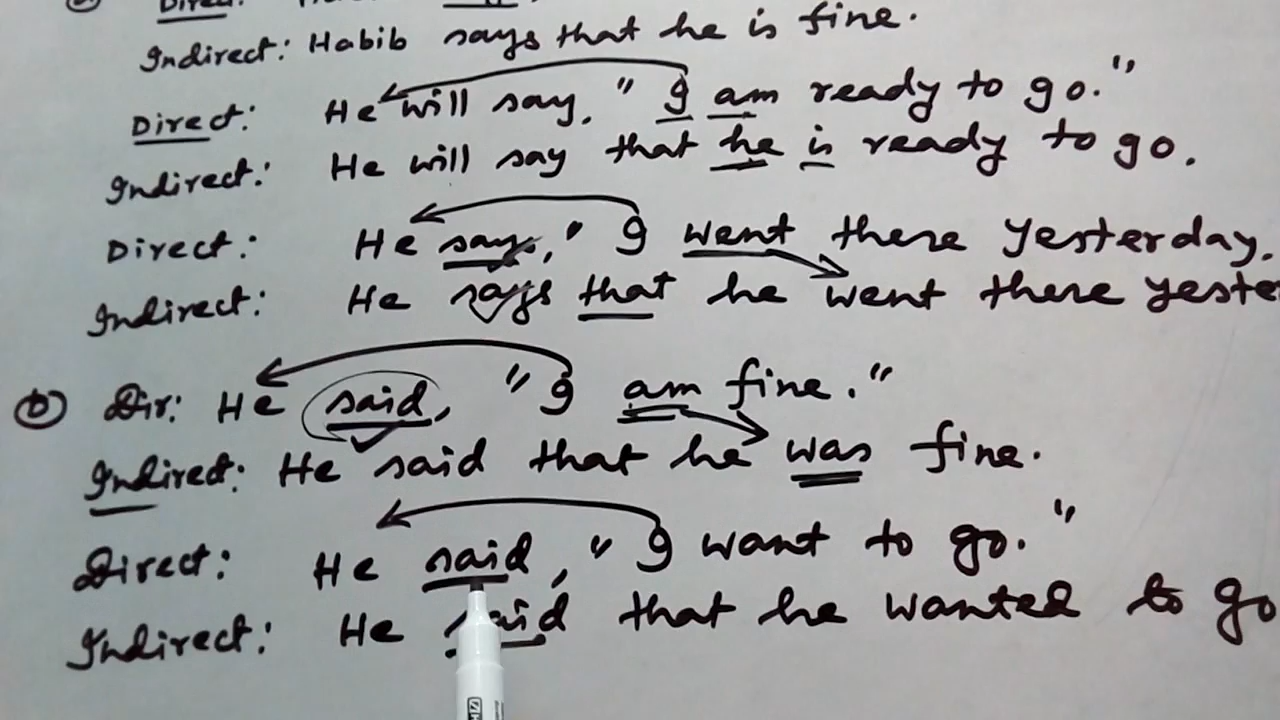 Direct:
Indirect: Habib says that he is fine.
Direct: He will say, "I am ready to go."
Indirect: He will say that he is ready to go.
Direct: He says, " I went there yesterday.
Indirect: He says that he went there yeste
(b) Dir: He said, "I am fine."
Indirect: He said that he was fine.
Direct: He said, "I want to go."
Indirect: He said that he wanted to go